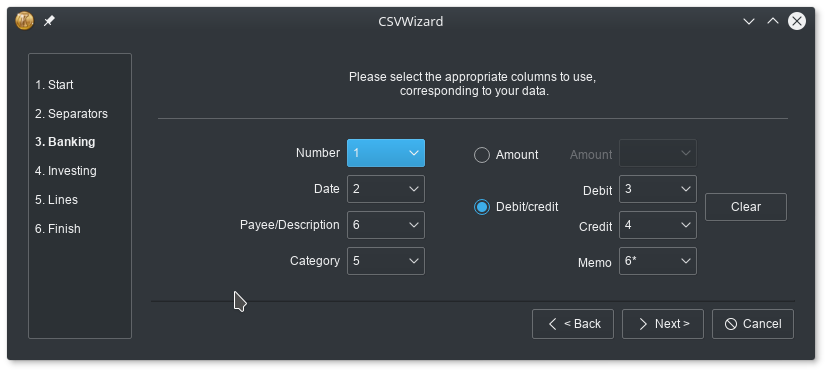 CSVWizard
1. Start
2. Separators
3. Banking
4. Investing
5. Lines
6. Finish
Please select the appropriate columns to use,
corresponding to your data.
Number 1
Date 2
Payee/Description 6
Category 5
Amount
Debit/credit
Amount
Debit 3
Credit 4
Memo 6*
Clear
< Back
Next >
Cancel